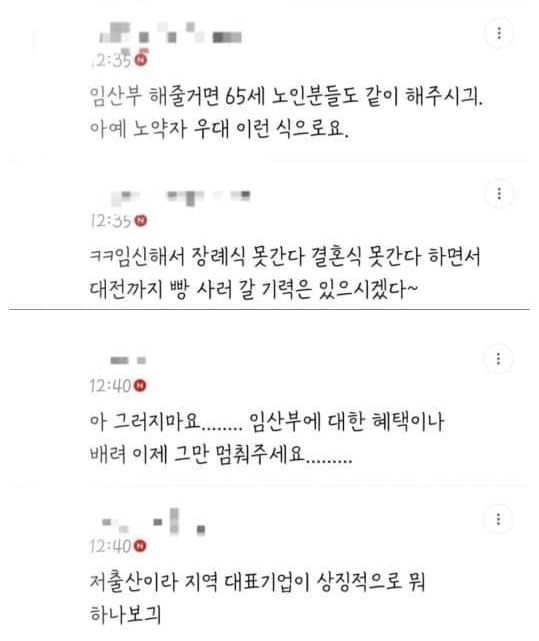 12:35 N
임산부 해줄거면 65세 노인분들도 같이 해주시긔.
아예 노약자 우대 이런 식으로요.
12:35 N
ㅋㅋ임신해서 장례식 못간다 결혼식 못간다 하면서
대전까지 빵 사러 갈 기력은 있으시겠다~
12:40 N
아 그러지마요........ 임산부에 대한 혜택이나
배려 이제 그만 멈춰주세요.........
12:40 N
저출산이라 지역 대표기업이 상징적으로 뭐
하나보긔